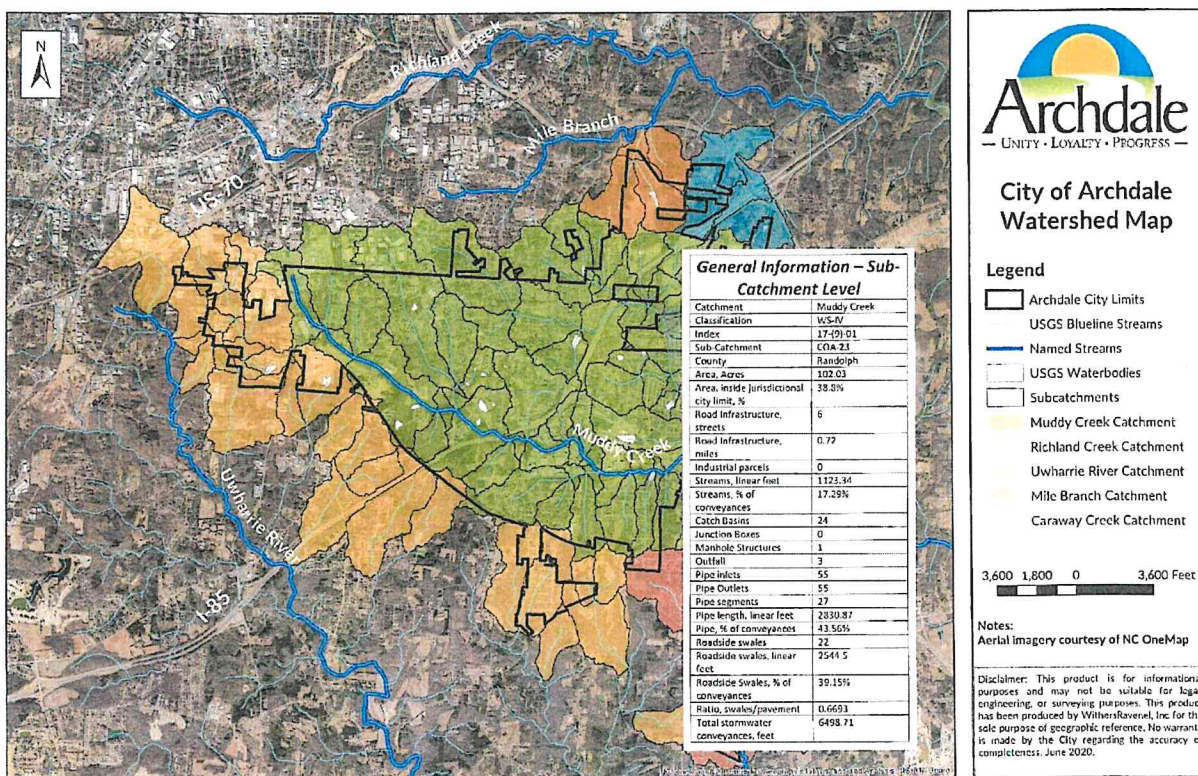 N
Richland Creek
Mile Branch
US-70
Muddy Creek
Uwharrie River
I-85
General Information – Sub-
Catchment Level
Catchment Muddy Creek
Classification WS-IV
Index 17-(9)-01
Sub-Catchment COA-23
County Randolph
Area, Acres 102.03
Area, inside jurisdictional 38.8%
city limit, %
Road Infrastructure, 6
streets
Road Infrastructure, 0.72
miles
Industrial parcels 0
Streams, linear feet 1123.34
Streams, % of 17.29%
conveyances
Catch Basins 24
Junction Boxes 0
Manhole Structures 1
Outfall 3
Pipe inlets 55
Pipe Outlets 55
Pipe segments 27
Pipe length, linear feet 2830.87
Pipe, % of conveyances 43.56%
Roadside swales 22
Roadside swales, linear 2544.5
feet
Roadside Swales, % of 39.15%
conveyances
Ratio, swales/pavement 0.6693
Total stormwater 6498.71
conveyances, feet
Archdale
UNITY · LOYALTY · PROGRESS
City of Archdale
Watershed Map
Legend
Archdale City Limits
USGS Blueline Streams
Named Streams
USGS Waterbodies
Subcatchments
Muddy Creek Catchment
Richland Creek Catchment
Uwharrie River Catchment
Mile Branch Catchment
Caraway Creek Catchment
3,600 1,800 0 3,600 Feet
Notes:
Aerial imagery courtesy of NC OneMap
Disclaimer: This product is for informationa
purposes and may not be suitable for lega
engineering, or surveying purposes. This produc
has been produced by WithersRavenel, Inc for th
sole purpose of geographic reference. No warrant
is made by the City regarding the accuracy o
completeness. June 2020.